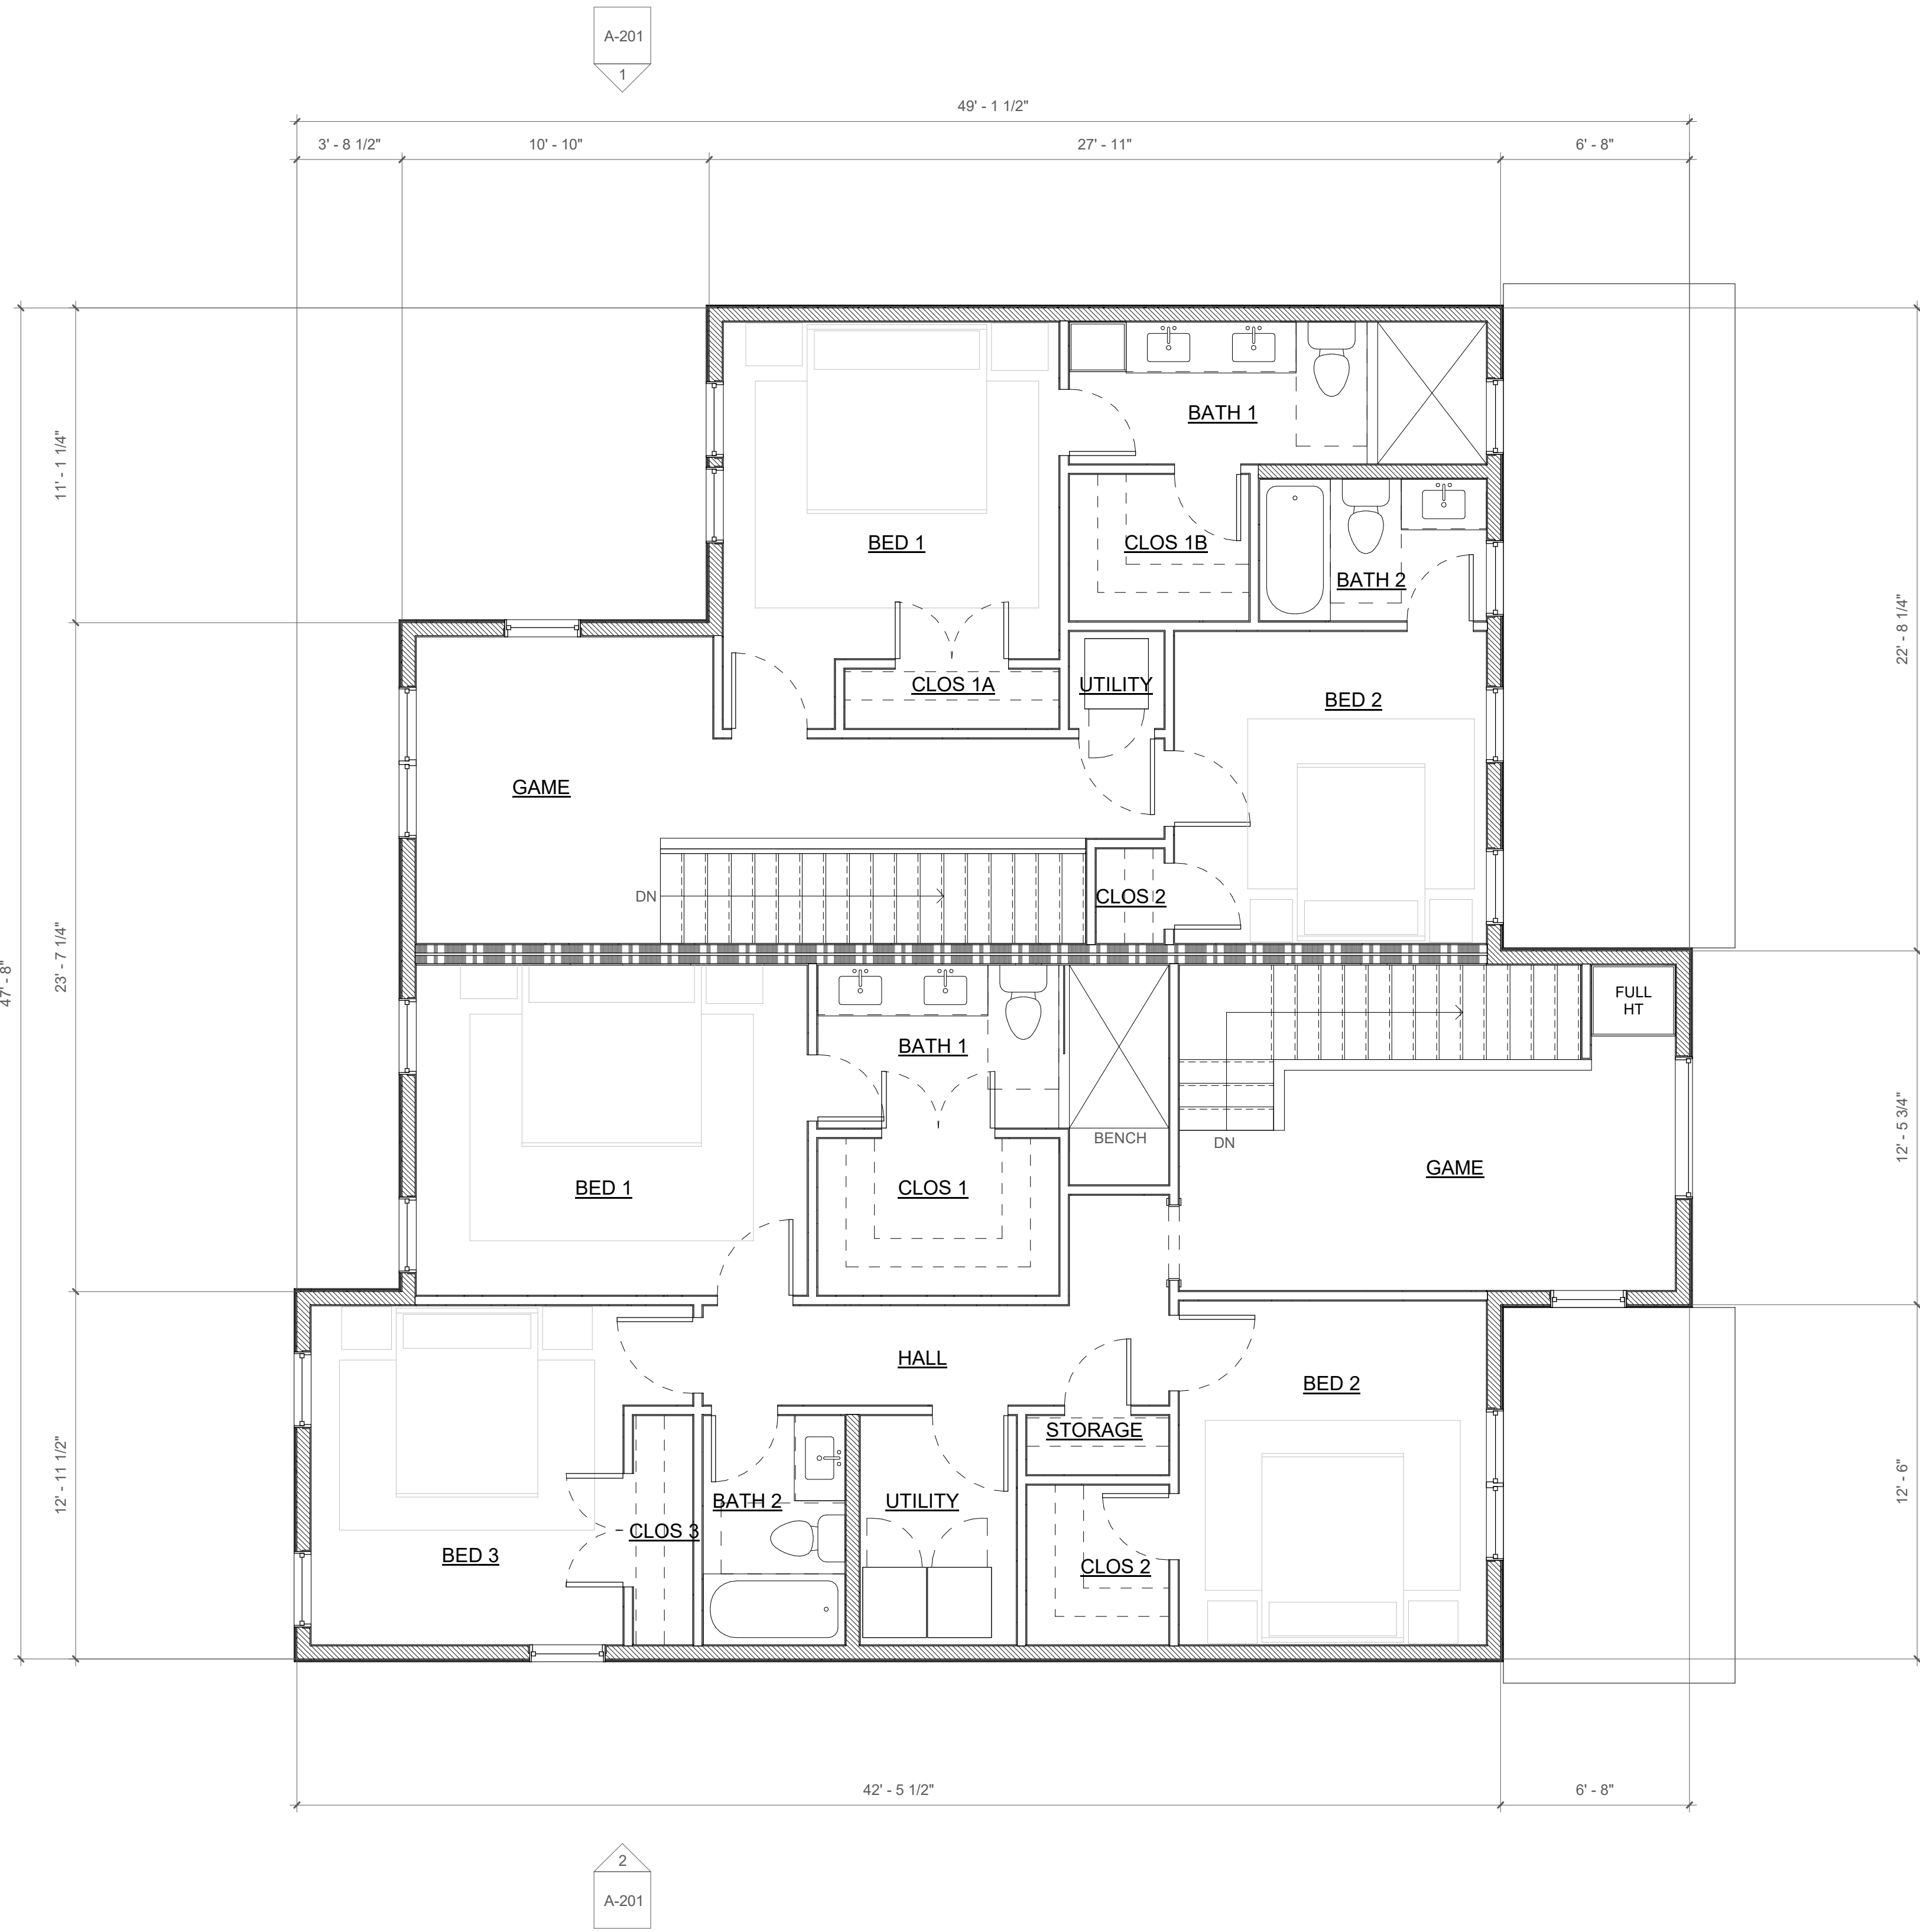 A-201
1
49' - 1 1/2"
3' - 8 1/2"
10' - 10"
27' - 11"
6' - 8"
11' - 1 1/4"
23' - 7 1/4"
47' - 8"
12' - 11 1/2"
22' - 8 1/4"
12' - 5 3/4"
12' - 6"
BATH 1
BED 1
CLOS 1B
BATH 2
CLOS 1A
UTILITY
BED 2
GAME
DN
CLOS 2
FULL
HT
BATH 1
BENCH
DN
GAME
BED 1
CLOS 1
HALL
BED 2
STORAGE
BATH 2
UTILITY
CLOS 3
BED 3
CLOS 2
42' - 5 1/2"
6' - 8"
2
A-201